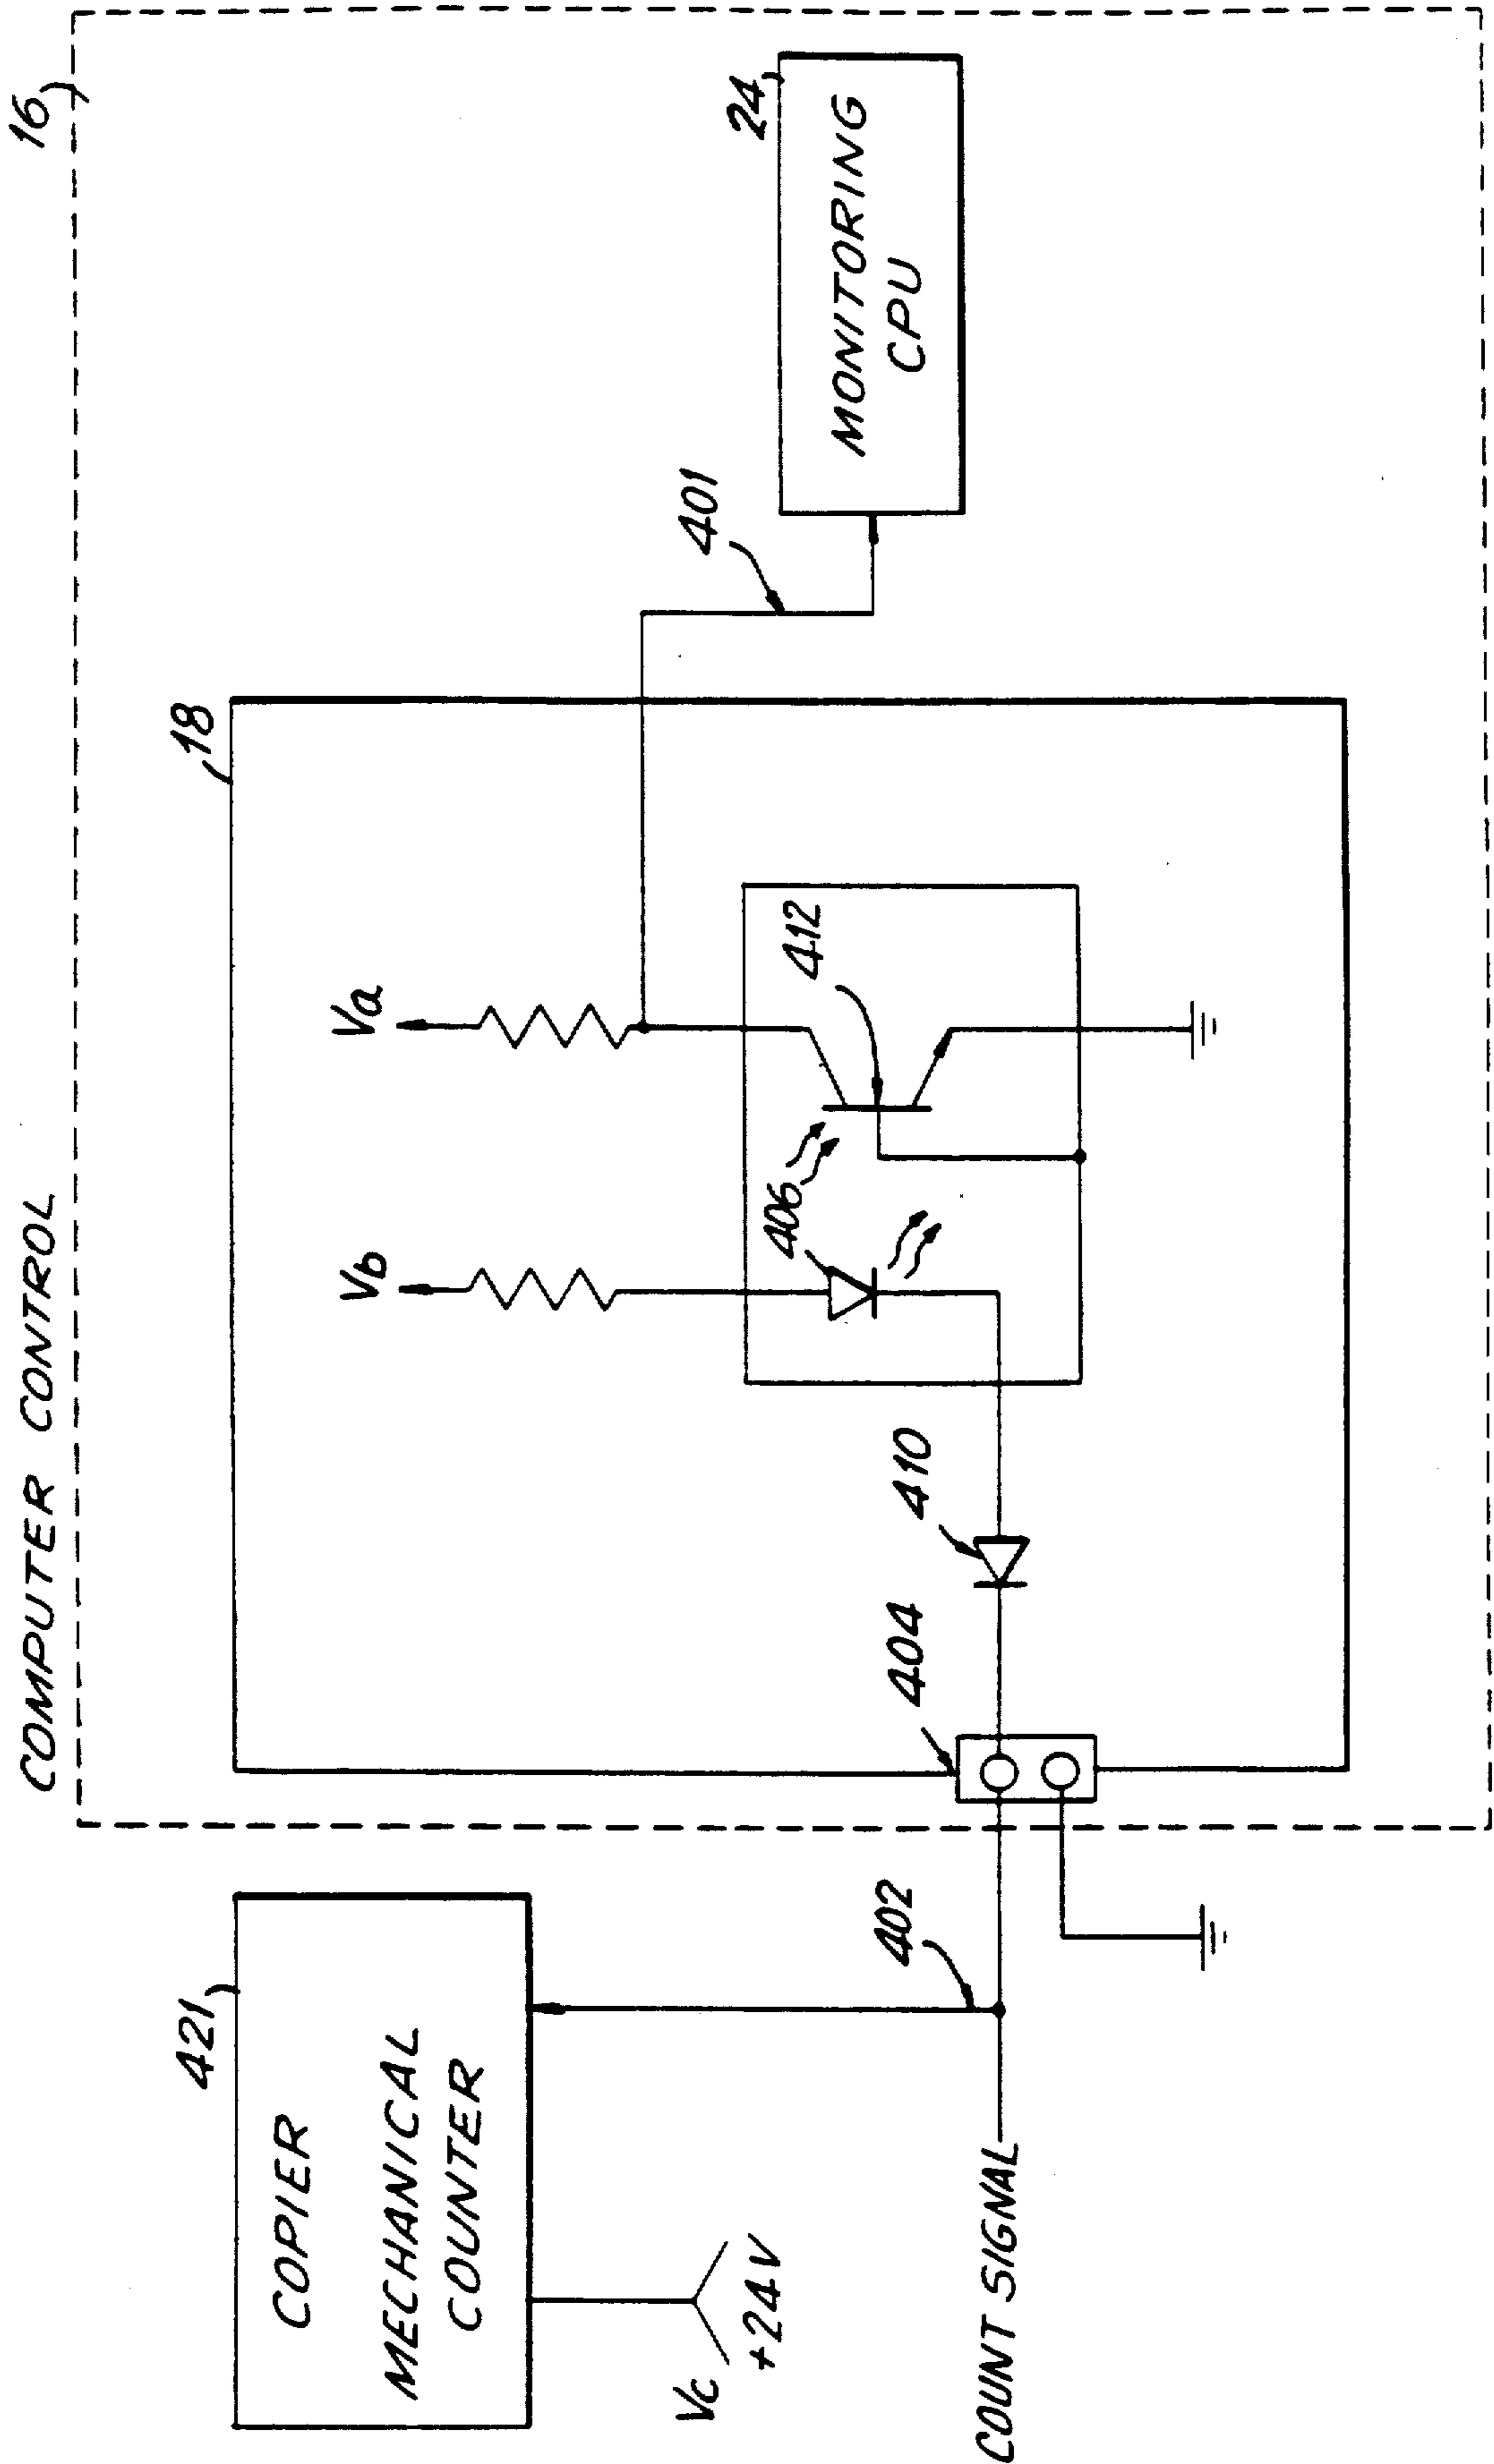 COMPUTER CONTROL
16
421
COPIER
MECHANICAL
COUNTER
Vc
+24V
COUNT SIGNAL
402
404
410
18
Vb
Va
406
412
401
24
MONITORING
CPU